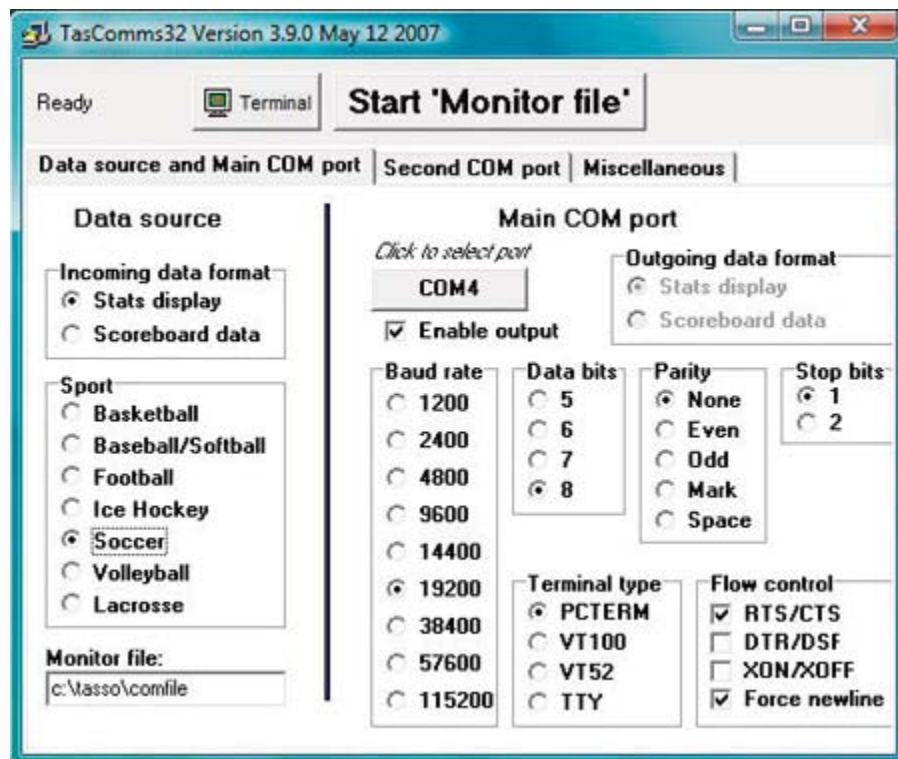 TasComms32 Version 3.9.0 May 12 2007
Ready
Terminal
Start 'Monitor file'
Data source and Main COM port
Second COM port
Miscellaneous
Data source
Incoming data format
Stats display
Scoreboard data
Sport
Basketball
Baseball/Softball
Football
Ice Hockey
Soccer
Volleyball
Lacrosse
Monitor file:
c:\tasso\comfile
Main COM port
Click to select port
COM4
Enable output
Outgoing data format
Stats display
Scoreboard data
Baud rate
1200
2400
4800
9600
14400
19200
38400
57600
115200
Data bits
5
6
7
8
Parity
None
Even
Odd
Mark
Space
Stop bits
1
2
Terminal type
PCTERM
VT100
VT52
TTY
Flow control
RTS/CTS
DTR/DSF
XON/XOFF
Force newline